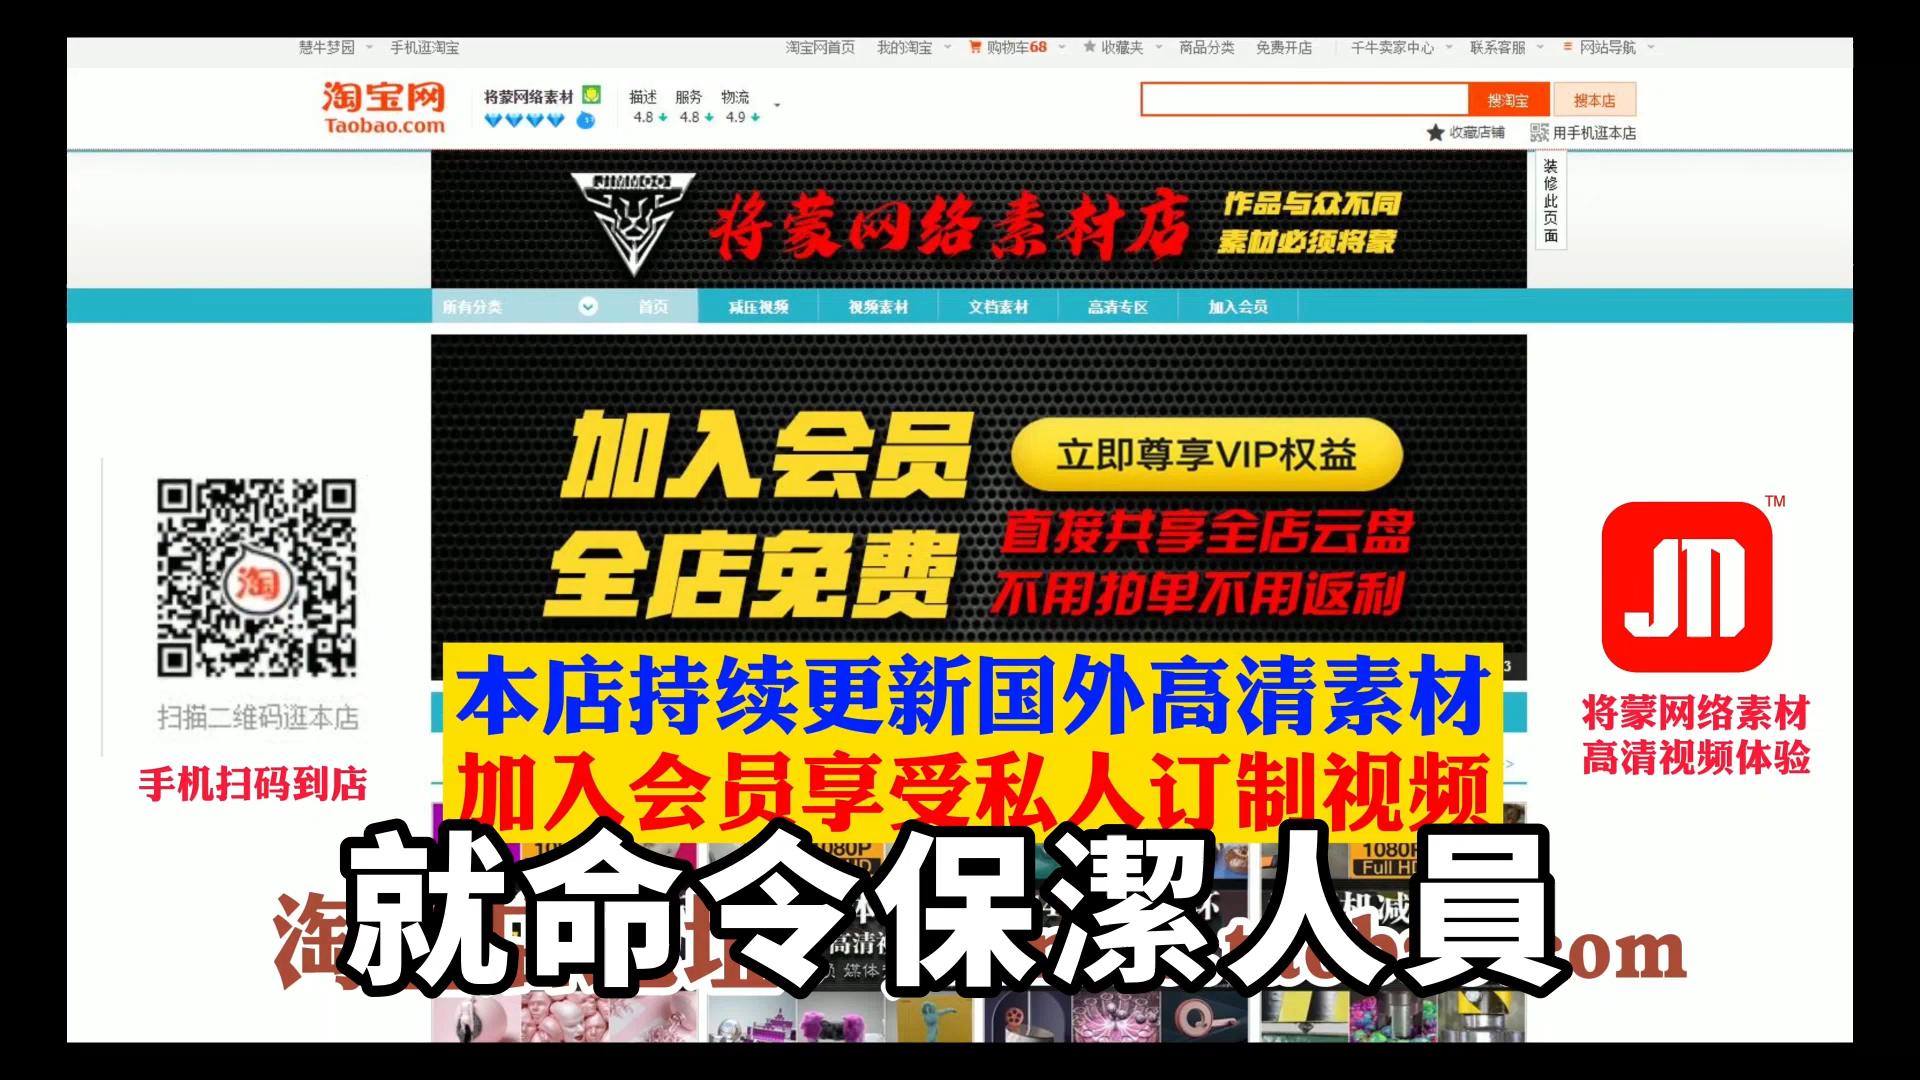 慧牛梦园 手机逛淘宝 淘宝网首页 我的淘宝 购物车68 收藏夹 商品分类 免费开店 千牛卖家中心 联系客服 网站导航
淘宝网
Taobao.com
将蒙网络素材
描述 服务 物流
4.8 4.8 4.9
搜淘宝 搜本店
收藏店铺 用手机逛本店
装修此页面
将蒙网络素材店
作品与众不同
素材必须将蒙
所有分类 首页 减压视频 视频素材 文档素材 高清专区 加入会员
加入会员 立即尊享VIP权益
全店免费 直接共享全店云盘
不用拍单不用返利
淘
扫描二维码逛本店
手机扫码到店
TM
将蒙网络素材
高清视频体验
3
本店持续更新国外高清素材
加入会员享受私人订制视频
1080P
Full HD
就命令保潔人員